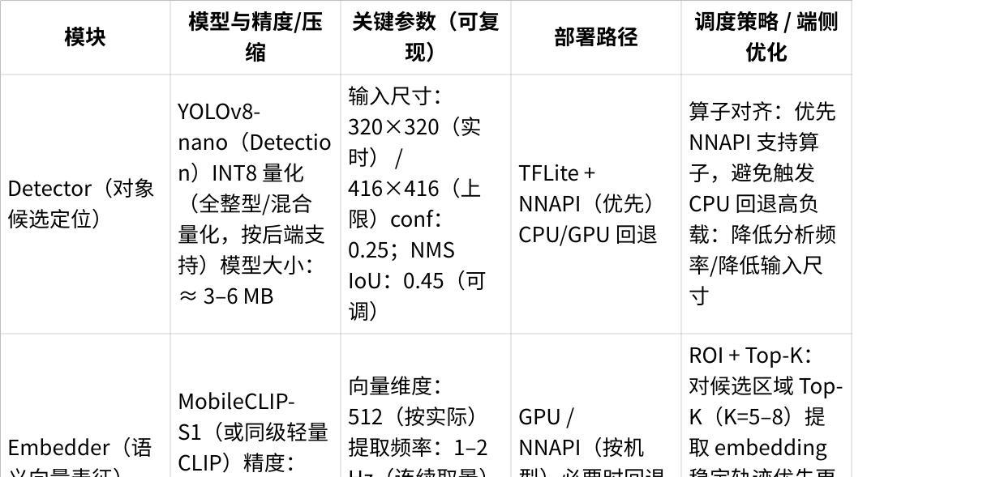 模块
模型与精度/压
缩
关键参数（可复
现）
部署路径
调度策略 / 端侧
优化
Detector（对象
候选定位）
YOLOv8-
nano（Detectio
n）INT8 量化
（全整型/混合
量化，按后端支
持）模型大小：
≈ 3–6 MB
输入尺寸：
320×320（实
时） /
416×416（上
限）conf：
0.25；NMS
IoU：0.45（可
调）
TFLite +
NNAPI（优先）
CPU/GPU 回退
算子对齐：优先
NNAPI 支持算
子，避免触发
CPU 回退高负
载：降低分析频
率/降低输入尺
寸
Embedder（语
义向量表征）
MobileCLIP-
S1（或同级轻量
CLIP）精度：
向量维度：
512（按实际）
提取频率：1–2
Hz（连续取量）
GPU /
NNAPI（按机
型）必要时回退
ROI + Top-K：
对候选区域 Top-
K（K=5–8）提
取 embedding
稳定轨迹优先更